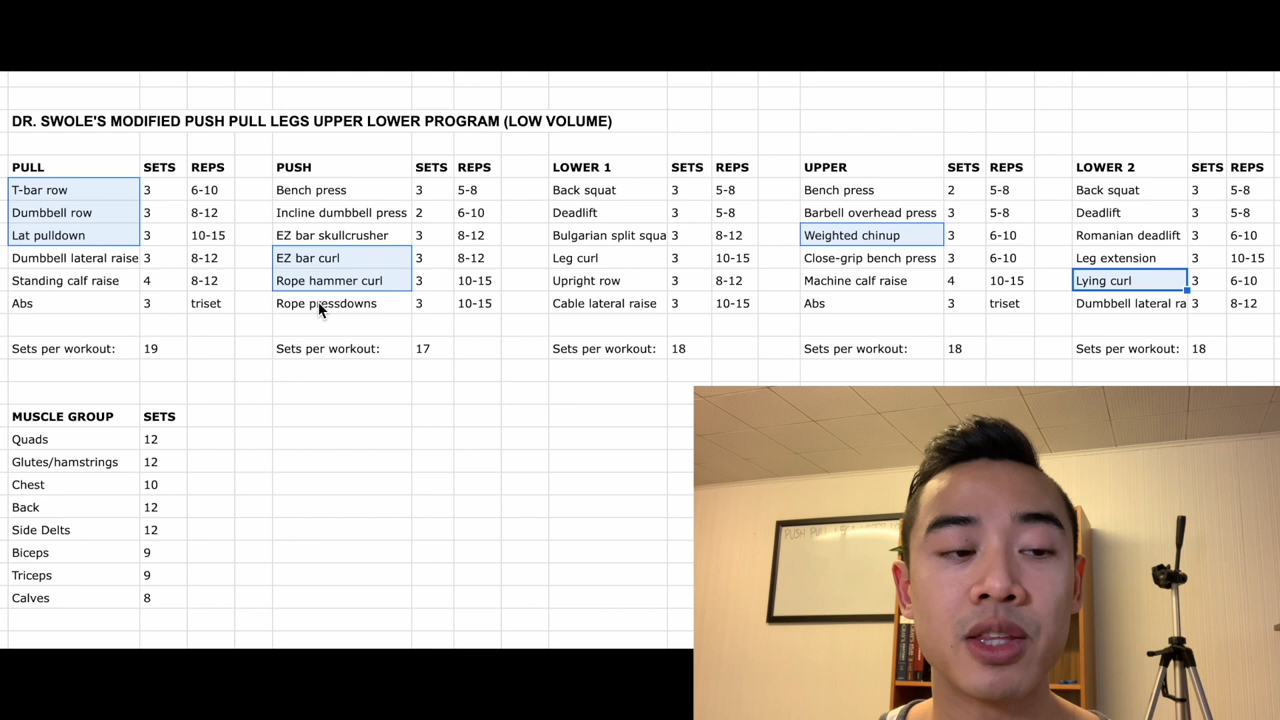 DR. SWOLE'S MODIFIED PUSH PULL LEGS UPPER LOWER PROGRAM (LOW VOLUME)
PULL SETS REPS PUSH SETS REPS LOWER 1 SETS REPS UPPER SETS REPS LOWER 2 SETS REPS
T-bar row 3 6-10 Bench press 3 5-8 Back squat 3 5-8 Bench press 2 5-8 Back squat 3 5-8
Dumbbell row 3 8-12 Incline dumbbell press 2 6-10 Deadlift 3 5-8 Barbell overhead press 3 5-8 Deadlift 3 5-8
Lat pulldown 3 10-15 EZ bar skullcrusher 3 8-12 Bulgarian split squa 3 8-12 Weighted chinup 3 6-10 Romanian deadlift 3 6-10
Dumbbell lateral raise 3 8-12 EZ bar curl 3 8-12 Leg curl 3 10-15 Close-grip bench press 3 6-10 Leg extension 3 10-15
Standing calf raise 4 8-12 Rope hammer curl 3 10-15 Upright row 3 8-12 Machine calf raise 4 10-15 Lying curl 3 6-10
Abs 3 triset Rope pressdowns 3 10-15 Cable lateral raise 3 10-15 Abs 3 triset Dumbbell lateral ra 3 8-12
Sets per workout: 19 Sets per workout: 17 Sets per workout: 18 Sets per workout: 18 Sets per workout: 18
MUSCLE GROUP SETS
Quads 12
Glutes/hamstrings 12
Chest 10
Back 12
Side Delts 12
Biceps 9
Triceps 9
Calves 8
PUSH PULL